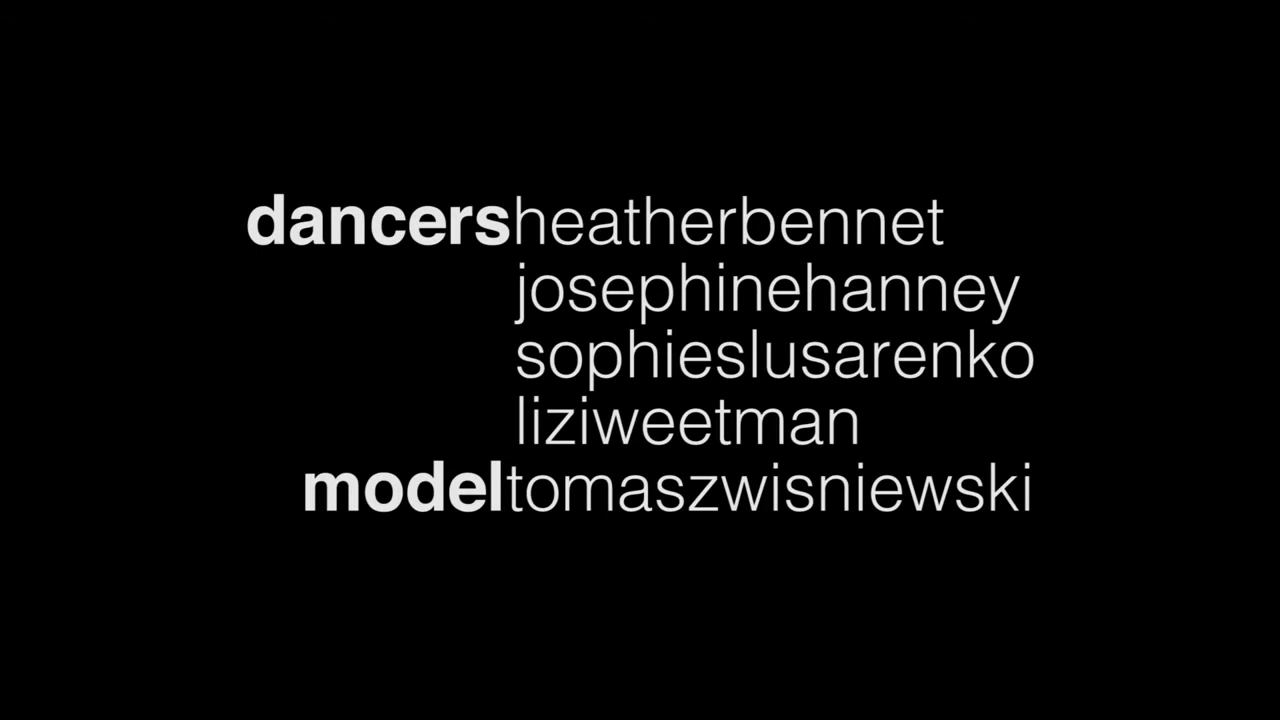 dancersheatherbennet
josephinehanney
sophieslusarenko
liziweetman
modeltomaszwisniewski